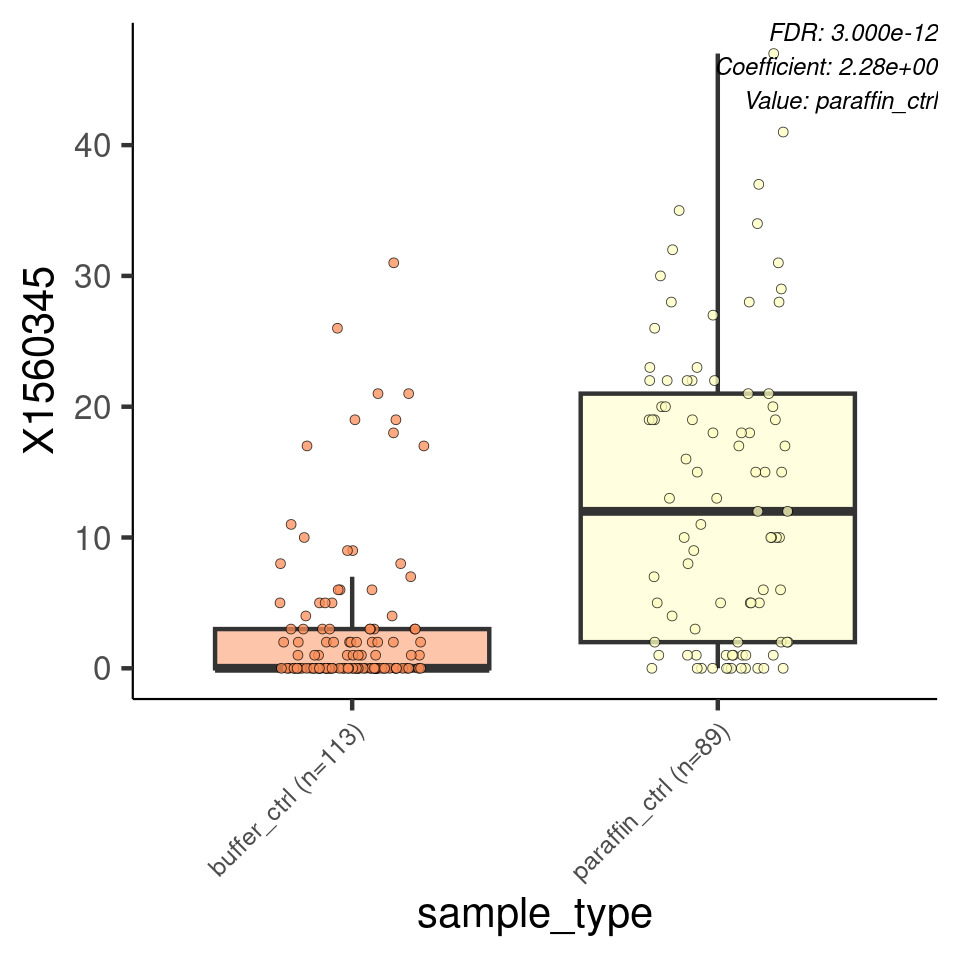 FDR: 3.000e-12
Coefficient: 2.28e+00
Value: paraffin_ctrl
40
30
20
10
0
X1560345
buffer_ctrl (n=113)
paraffin_ctrl (n=89)
sample_type